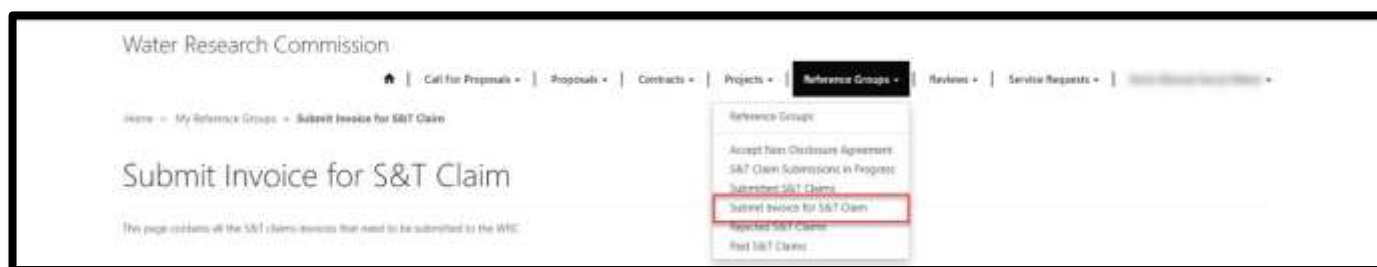 Water Research Commission
| Call for Proposals | Proposals | Contracts | Projects | Reference Groups | Reviews | Service Requests |
Home My Reference Groups Submit Invoice for S&T Claim
Reference Groups
Accept Non Disclosure Agreement
S&T Claim Submissions in Progress
Submitted S&T Claims
Submit Invoice for S&T Claim
Rejected S&T Claims
Past S&T Claims
Submit Invoice for S&T Claim
This page contains all the S&T claims invoices that need to be submitted to the WRC